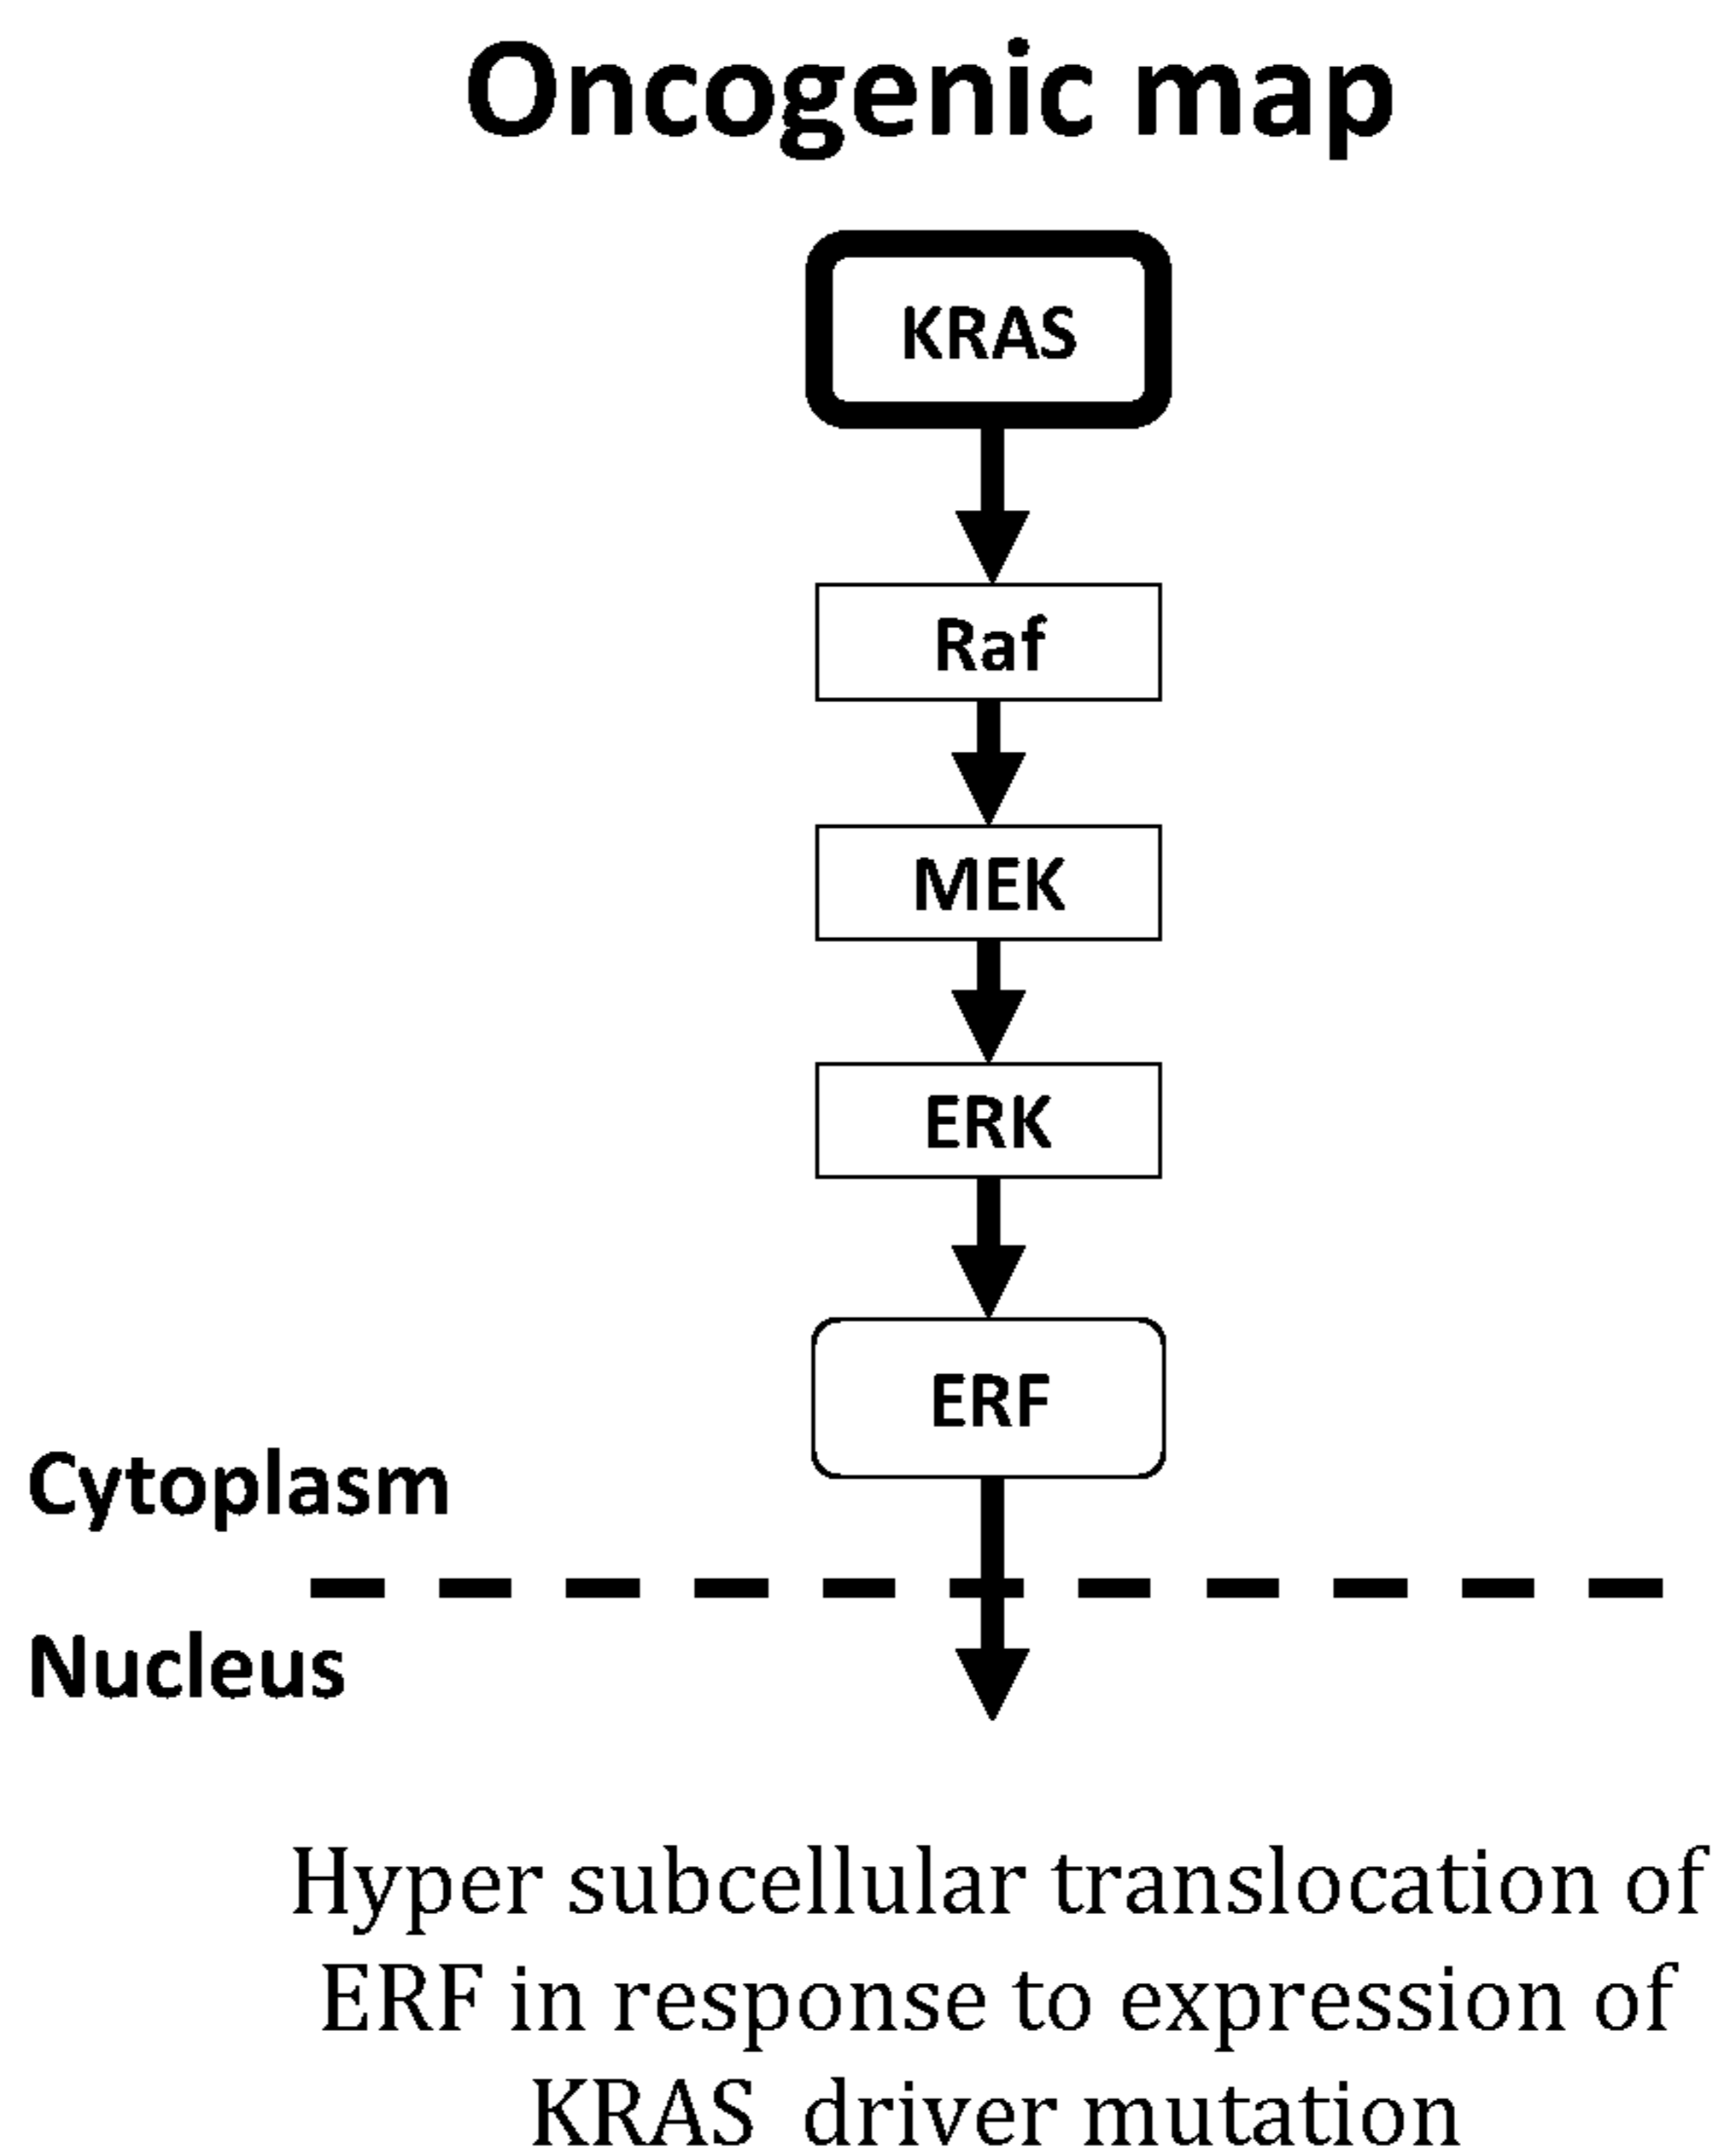 Oncogenic map
KRAS
Raf
MEK
ERK
ERF
Cytoplasm
Nucleus
Hyper subcellular translocation of
ERF in response to expression of
KRAS driver mutation